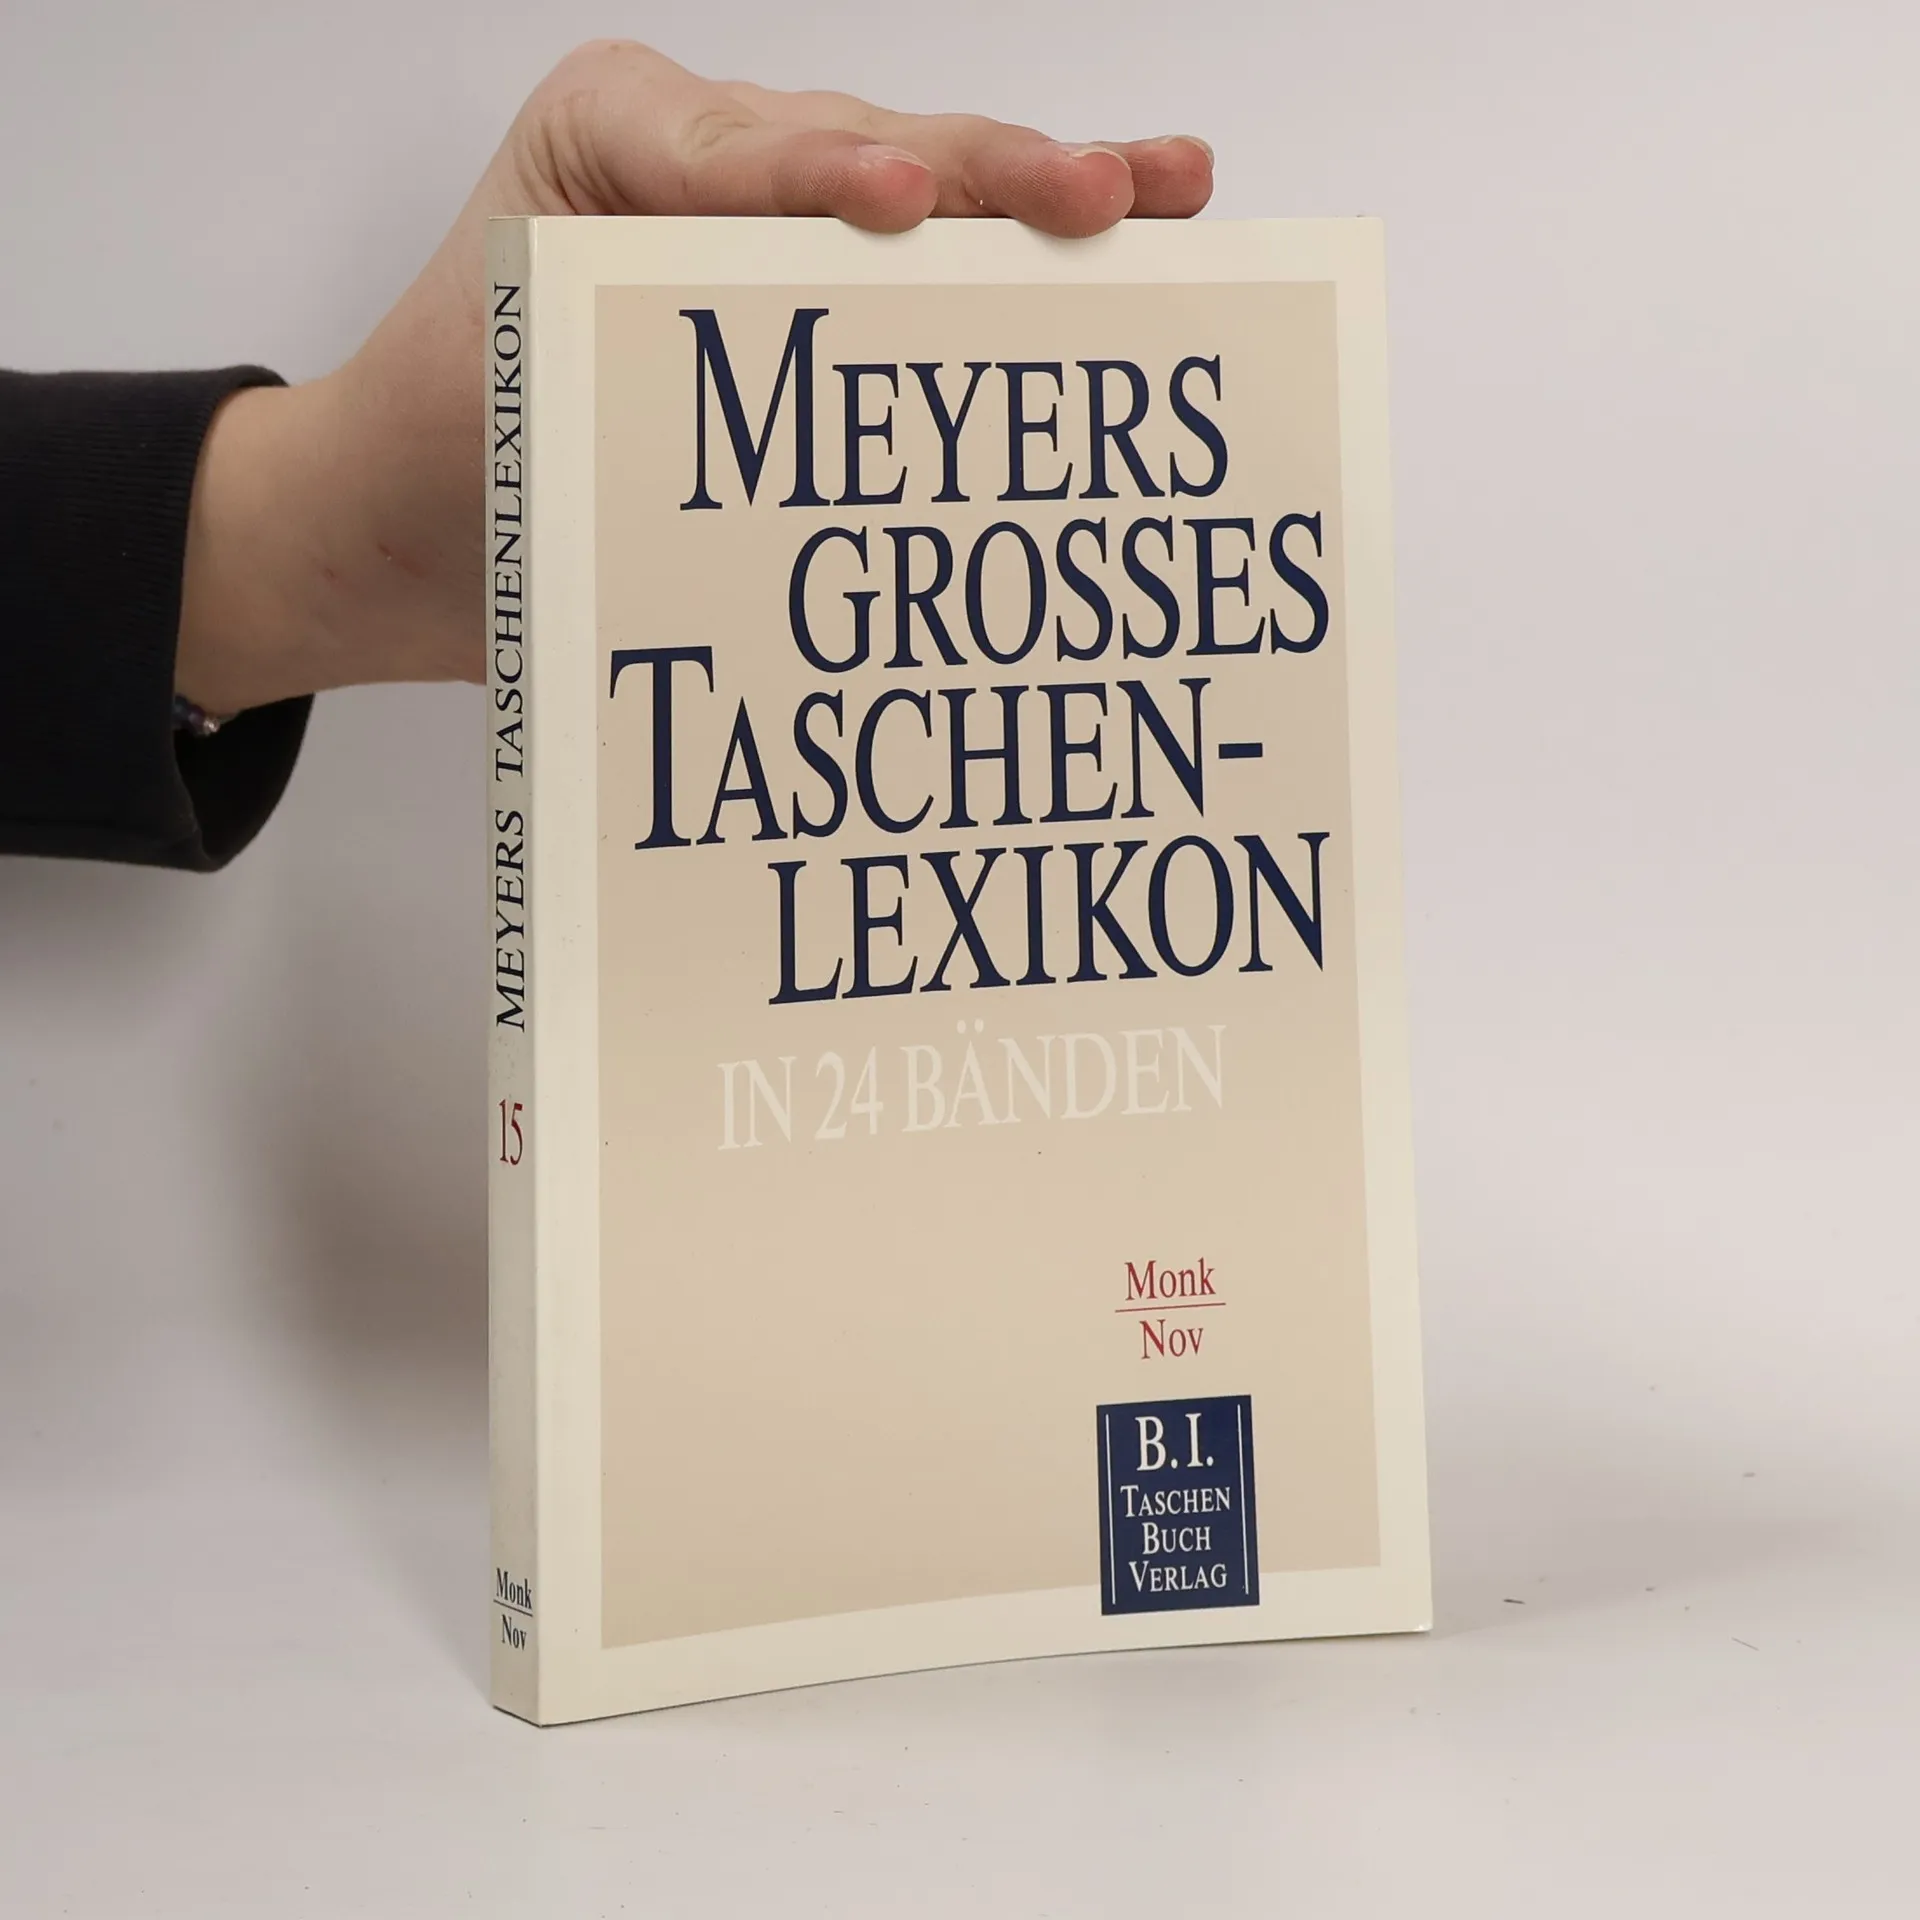 MEYERS TASCHENLEXIKON
15
Monk
Nov
MEYERS
GROSSES
TASCHEN-
LEXIKON
IN 24 BÄNDEN
Monk
Nov
B. I.
TASCHEN
BUCH
VERLAG